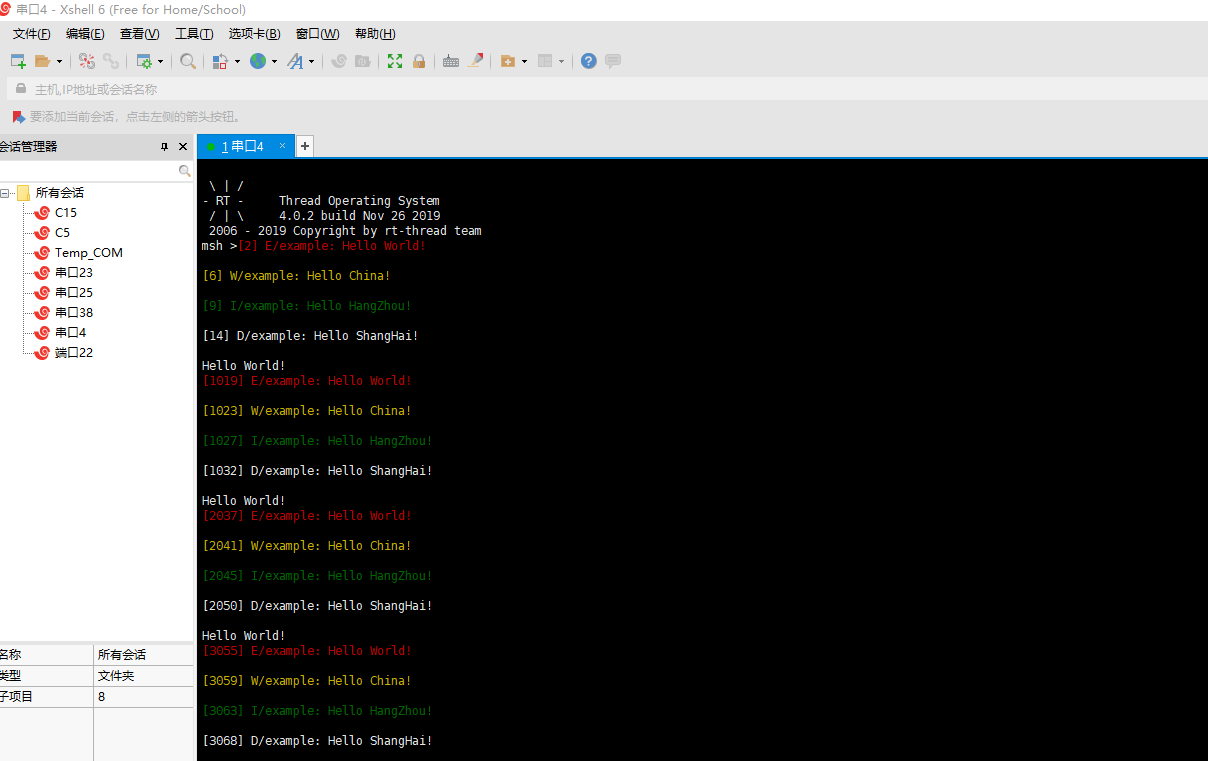 串口4 - Xshell 6 (Free for Home/School)
文件(F) 编辑(E) 查看(V) 工具(T) 选项卡(B) 窗口(W) 帮助(H)
主机,IP地址或会话名称
要添加当前会话，点击左侧的箭头按钮。
会话管理器
1 串口4
所有会话
C15
C5
Temp_COM
串口23
串口25
串口38
串口4
端口22
名称 所有会话
类型 文件夹
子项目 8
\ | /
- RT - Thread Operating System
/ | \ 4.0.2 build Nov 26 2019
2006 - 2019 Copyright by rt-thread team
msh >[2] E/example: Hello World!
[6] W/example: Hello China!
[9] I/example: Hello HangZhou!
[14] D/example: Hello ShangHai!
Hello World!
[1019] E/example: Hello World!
[1023] W/example: Hello China!
[1027] I/example: Hello HangZhou!
[1032] D/example: Hello ShangHai!
Hello World!
[2037] E/example: Hello World!
[2041] W/example: Hello China!
[2045] I/example: Hello HangZhou!
[2050] D/example: Hello ShangHai!
Hello World!
[3055] E/example: Hello World!
[3059] W/example: Hello China!
[3063] I/example: Hello HangZhou!
[3068] D/example: Hello ShangHai!